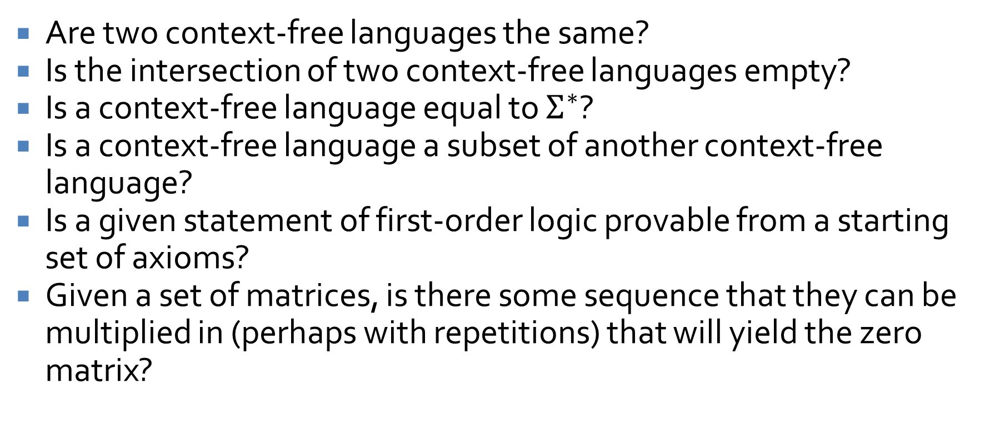 Are two context-free languages the same?
Is the intersection of two context-free languages empty?
Is a context-free language equal to Σ*?
Is a context-free language a subset of another context-free
language?
Is a given statement of first-order logic provable from a starting
set of axioms?
Given a set of matrices, is there some sequence that they can be
multiplied in (perhaps with repetitions) that will yield the zero
matrix?